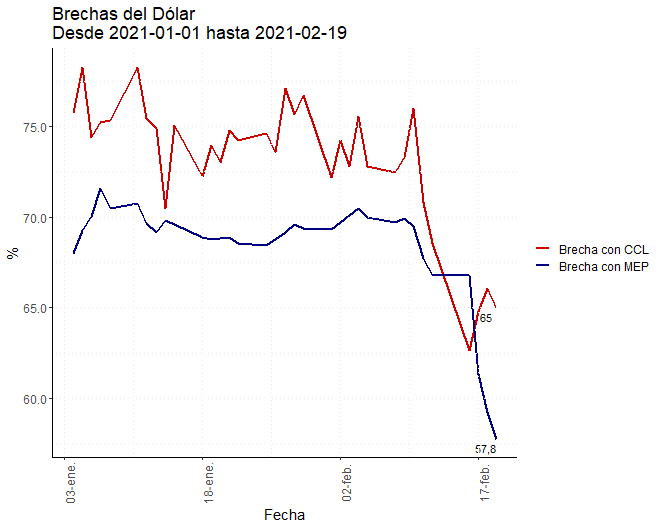 Brechas del Dólar
Desde 2021-01-01 hasta 2021-02-19
75.0
70.0
65.0
60.0
%
65
57,8
03-ene.
18-ene.
02-feb.
17-feb.
Fecha
Brecha con CCL
Brecha con MEP